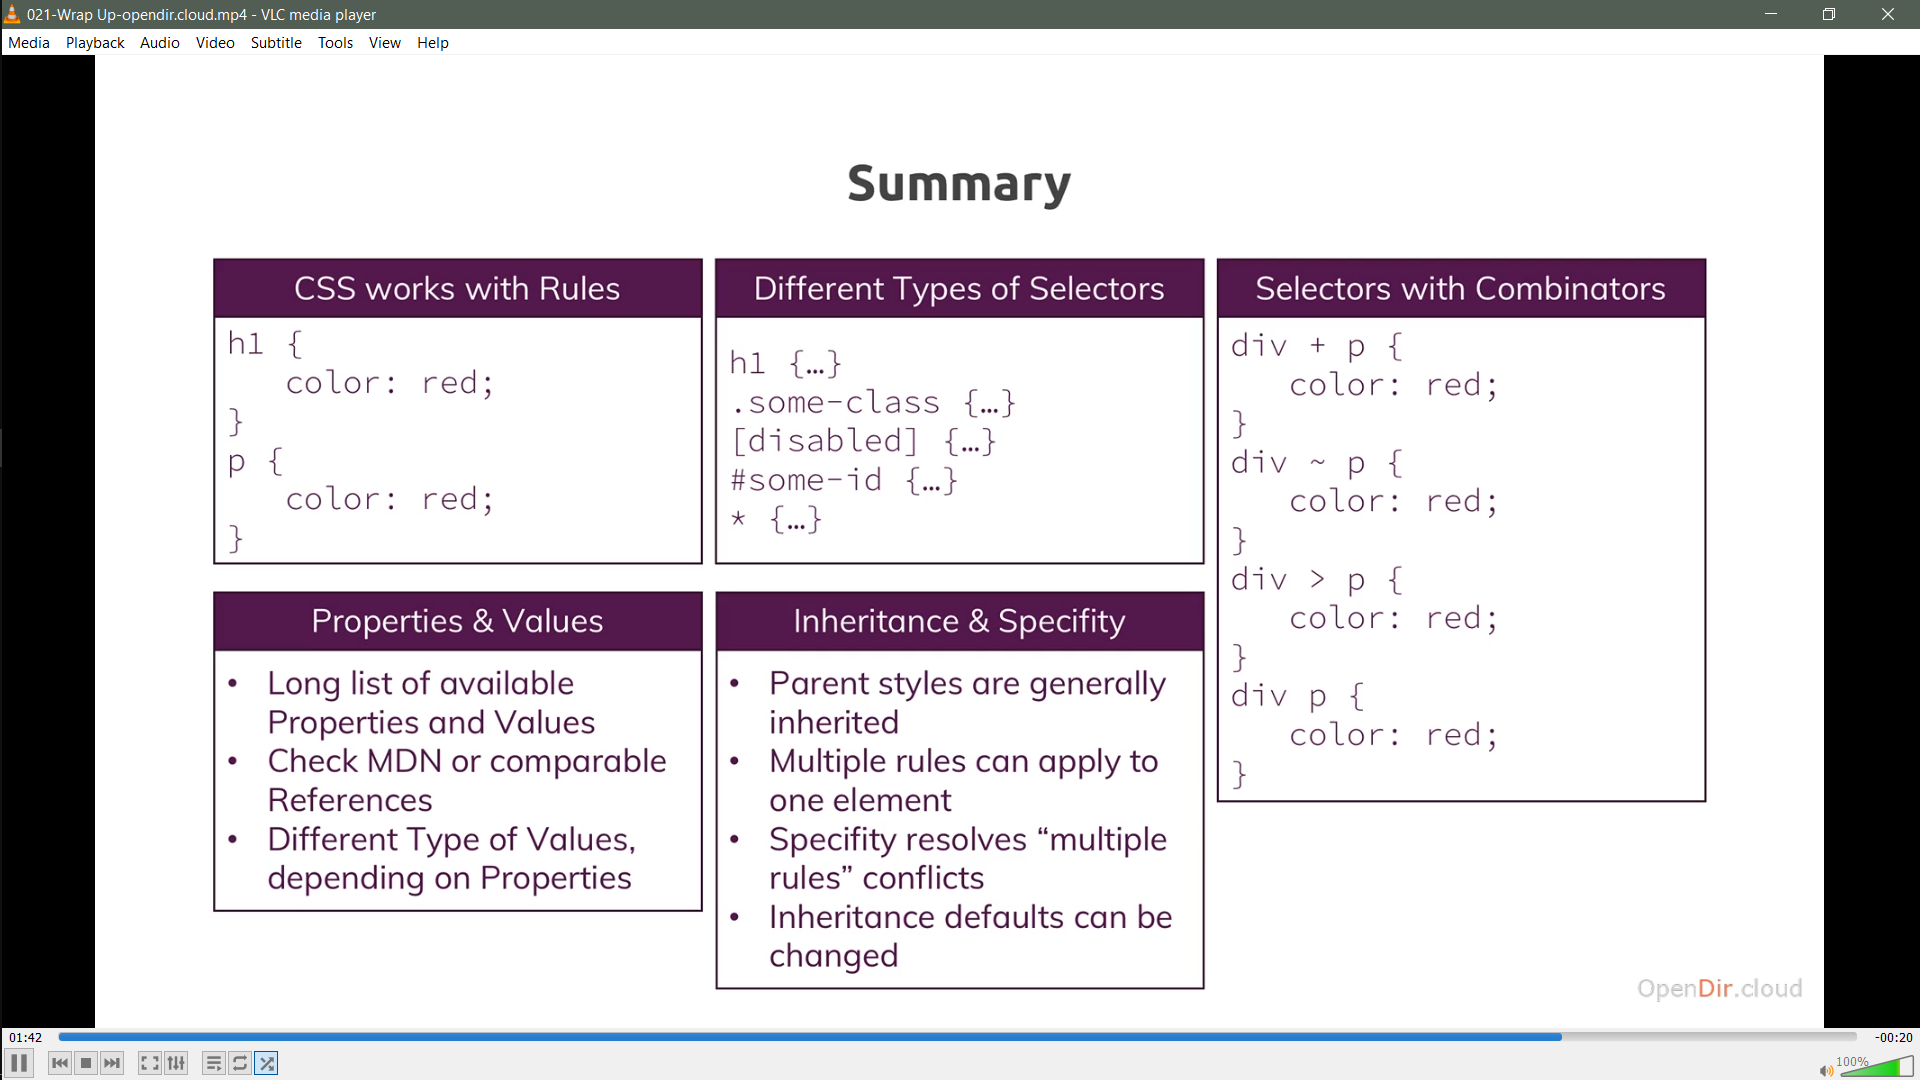 021-Wrap Up-opendir.cloud.mp4 - VLC media player
Media Playback Audio Video Subtitle Tools View Help
Summary
CSS works with Rules
h1 {
color: red;
}
p {
color: red;
}
Different Types of Selectors
h1 {…}
.some-class {…}
[disabled] {…}
#some-id {…}
* {…}
Selectors with Combinators
div + p {
color: red;
}
div ~ p {
color: red;
}
div > p {
color: red;
}
div p {
color: red;
}
Properties & Values
• Long list of available
Properties and Values
• Check MDN or comparable
References
• Different Type of Values,
depending on Properties
Inheritance & Specifity
• Parent styles are generally
inherited
• Multiple rules can apply to
one element
• Specifity resolves “multiple
rules” conflicts
• Inheritance defaults can be
changed
OpenDir.cloud
01:42
-00:20
100%